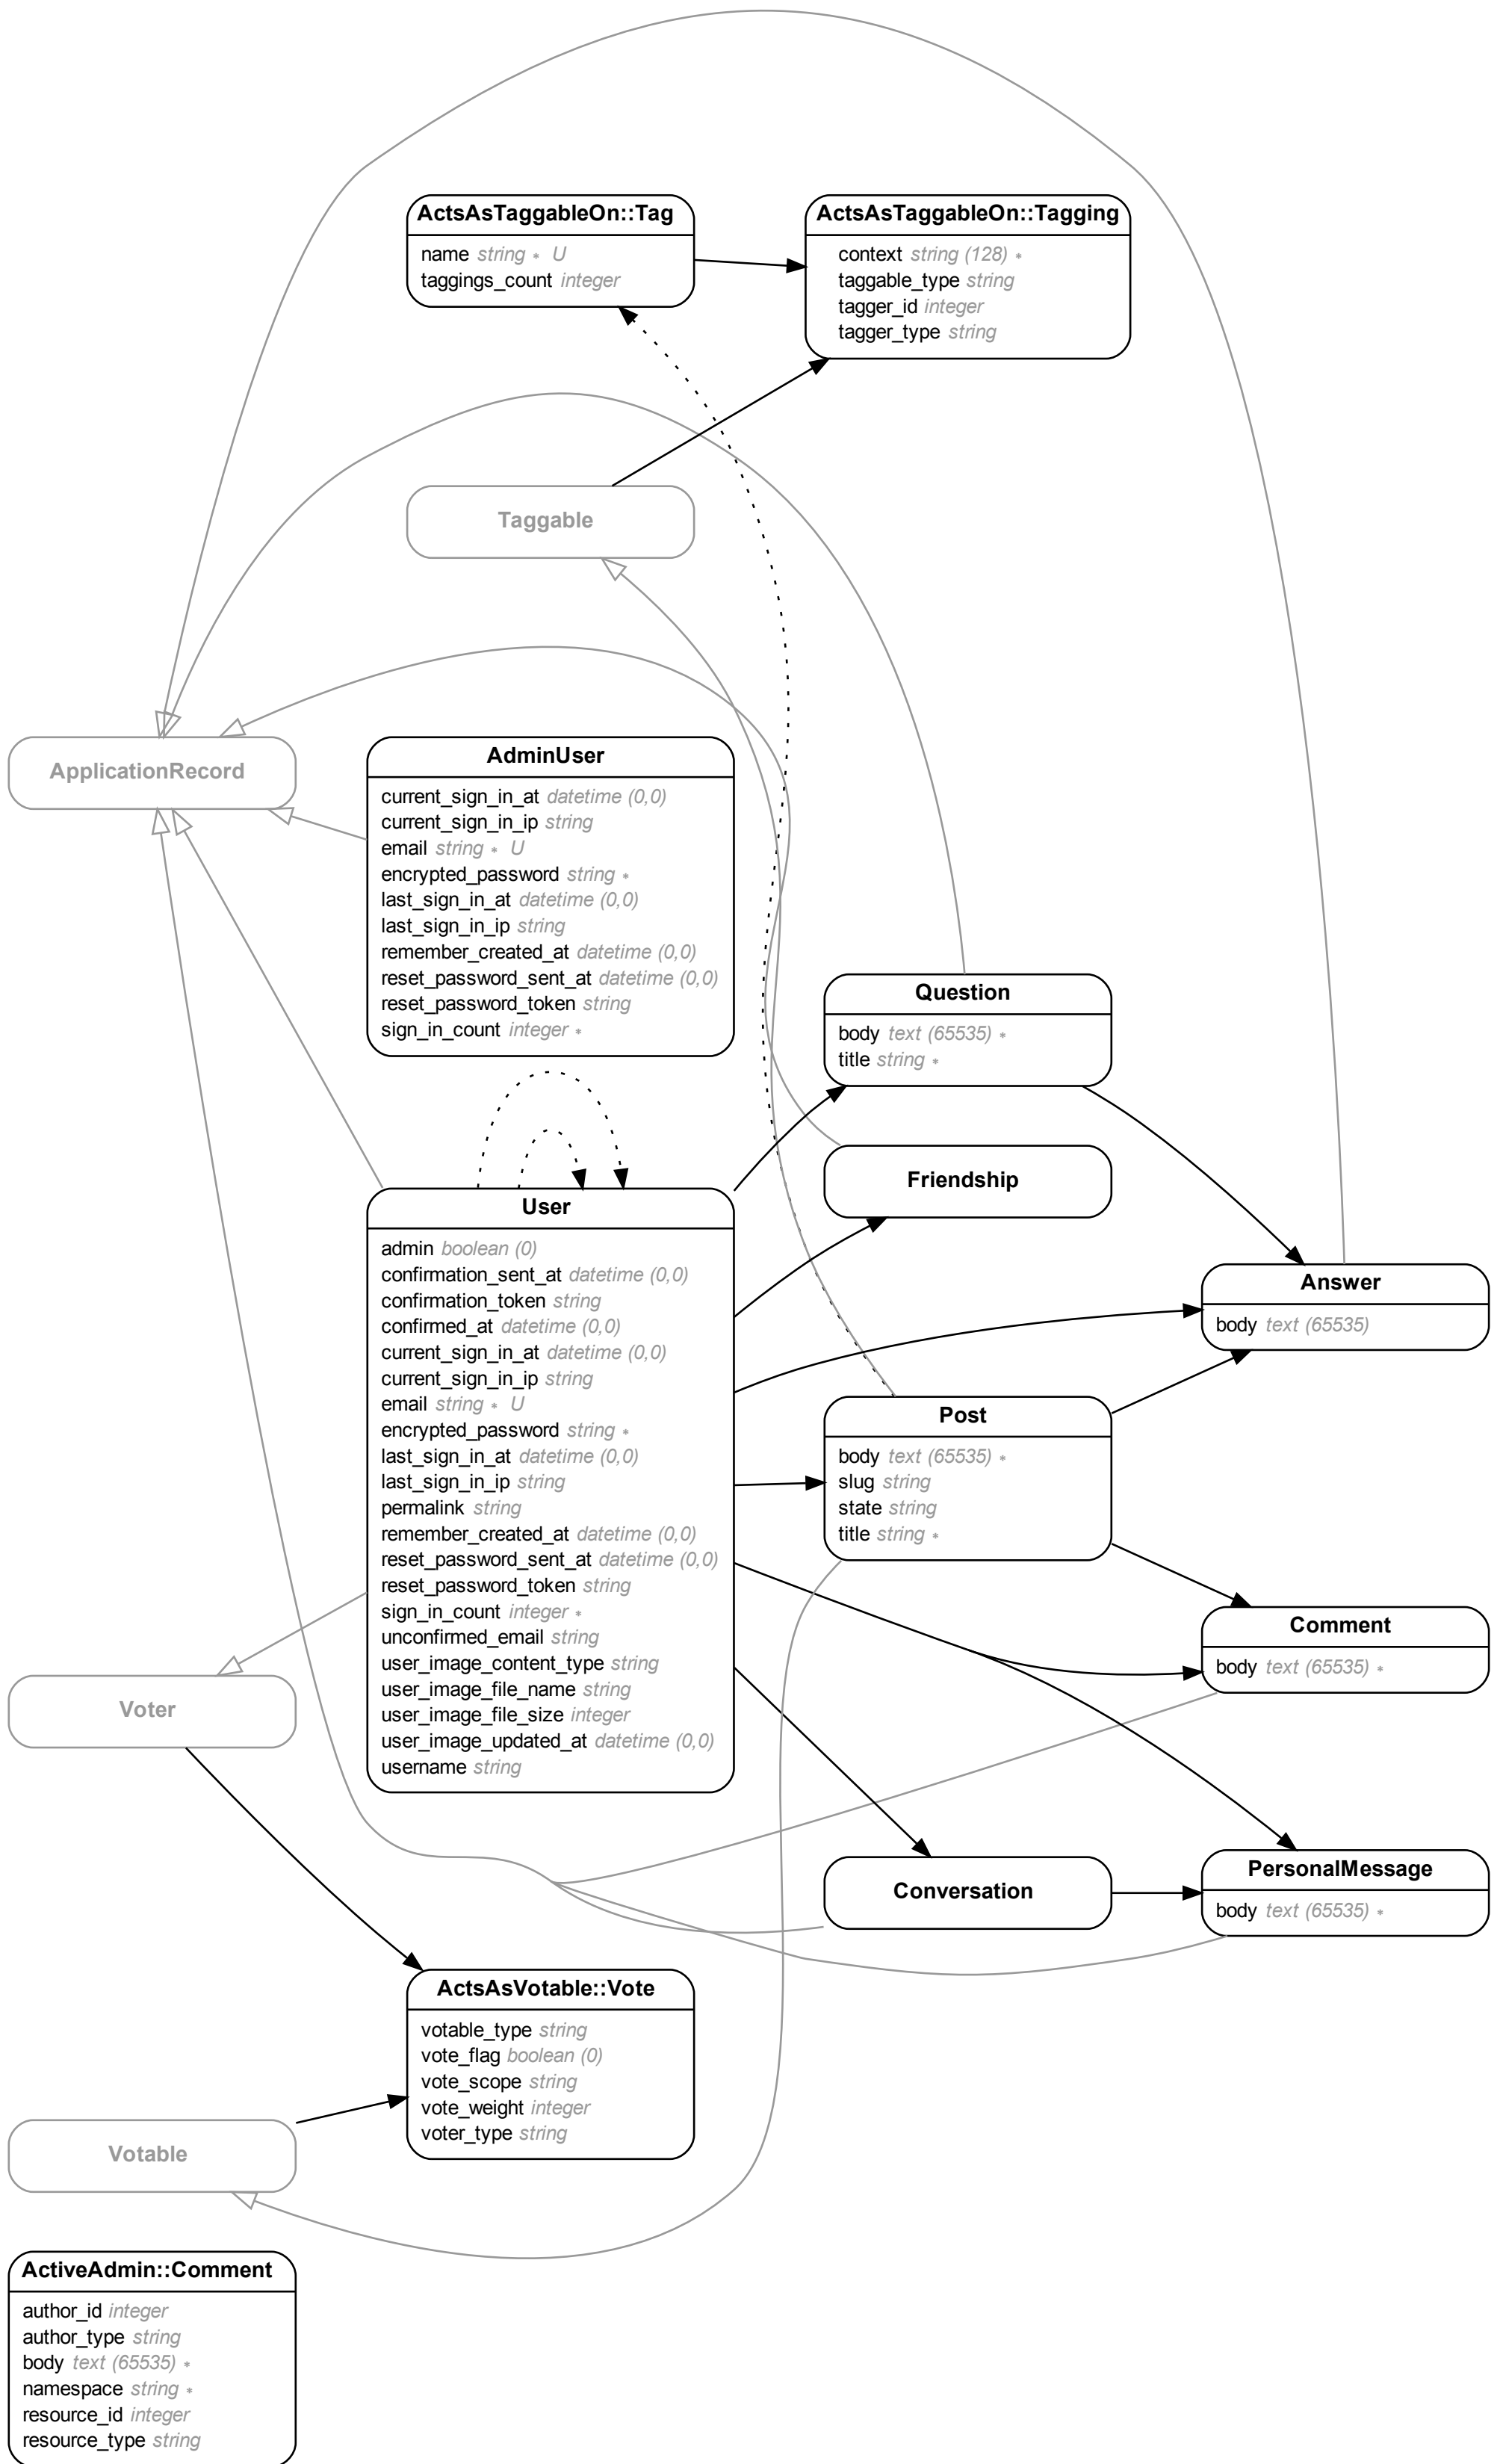 ActsAsTaggableOn::Tag
name string * U
taggings_count integer
ActsAsTaggableOn::Tagging
context string (128) *
taggable_type string
tagger_id integer
tagger_type string
Taggable
ApplicationRecord
AdminUser
current_sign_in_at datetime (0,0)
current_sign_in_ip string
email string * U
encrypted_password string *
last_sign_in_at datetime (0,0)
last_sign_in_ip string
remember_created_at datetime (0,0)
reset_password_sent_at datetime (0,0)
reset_password_token string
sign_in_count integer *
Question
body text (65535) *
title string *
Friendship
User
admin boolean (0)
confirmation_sent_at datetime (0,0)
confirmation_token string
confirmed_at datetime (0,0)
current_sign_in_at datetime (0,0)
current_sign_in_ip string
email string * U
encrypted_password string *
last_sign_in_at datetime (0,0)
last_sign_in_ip string
permalink string
remember_created_at datetime (0,0)
reset_password_sent_at datetime (0,0)
reset_password_token string
sign_in_count integer *
unconfirmed_email string
user_image_content_type string
user_image_file_name string
user_image_file_size integer
user_image_updated_at datetime (0,0)
username string
Answer
body text (65535)
Post
body text (65535) *
slug string
state string
title string *
Comment
body text (65535) *
Voter
Conversation
PersonalMessage
body text (65535) *
ActsAsVotable::Vote
votable_type string
vote_flag boolean (0)
vote_scope string
vote_weight integer
voter_type string
Votable
ActiveAdmin::Comment
author_id integer
author_type string
body text (65535) *
namespace string *
resource_id integer
resource_type string